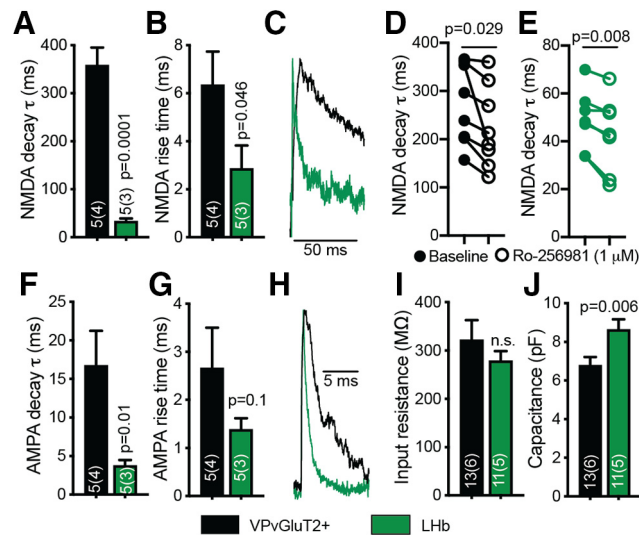 A
NMDA decay τ (ms)
400
300
200
100
0
5(4)
5(3)
p=0.0001
B
NMDA rise time (ms)
8
6
4
2
0
5(4)
5(3)
p=0.046
C
50 ms
D
p=0.029
NMDA decay τ (ms)
400
300
200
100
0
E
p=0.008
NMDA decay τ (ms)
80
60
40
20
0
Baseline
Ro-256981 (1 μM)
F
AMPA decay τ (ms)
25
20
15
10
5
0
5(4)
5(3)
p=0.01
G
AMPA rise time (ms)
4
3
2
1
0
5(4)
5(3)
p=0.1
H
5 ms
I
Input resistance (MΩ)
400
300
200
100
0
13(6)
11(5)
n.s.
J
p=0.006
Capacitance (pF)
10
8
6
4
2
0
13(6)
11(5)
VPvGluT2+
LHb